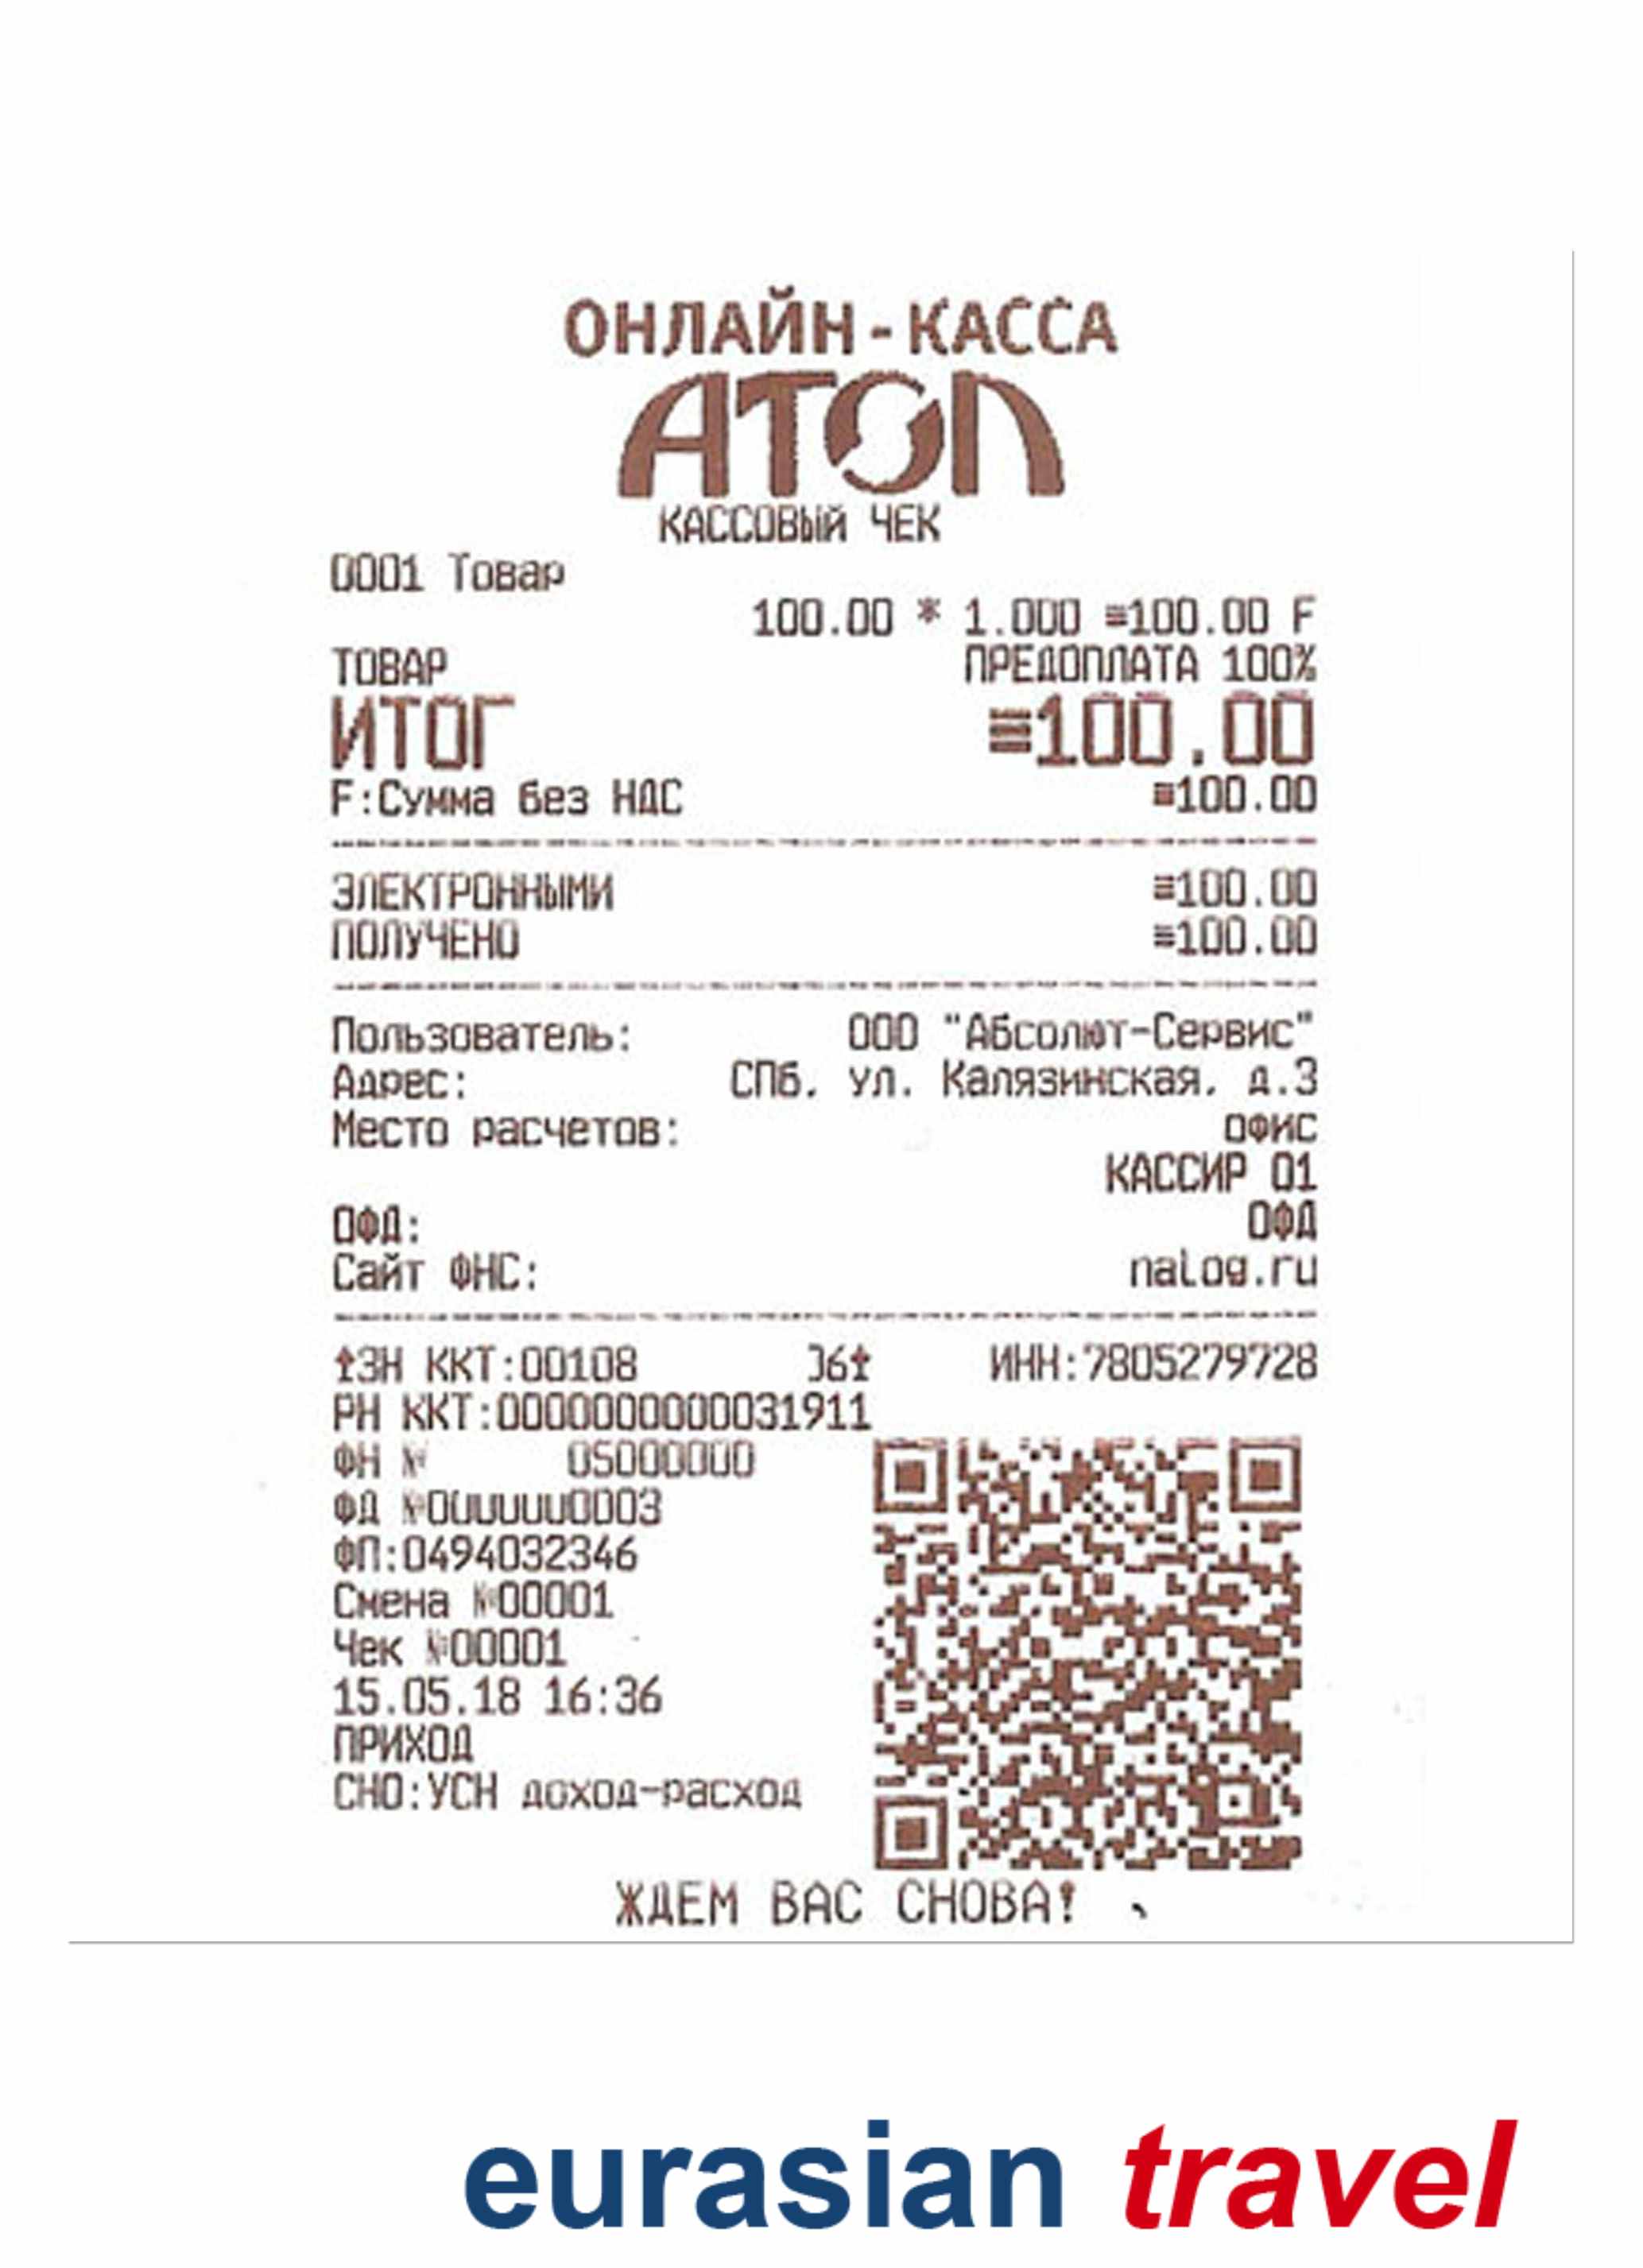 ОНЛАЙН-КАССА
АТОЛ
КАССОВЫЙ ЧЕК
0001 Товар
100.00 * 1.000 ≡100.00 F
ТОВАР ПРЕДОПЛАТА 100%
ИТОГ ≡100.00
F:Сумма без НДС ≡100.00
ЭЛЕКТРОННЫМИ ≡100.00
ПОЛУЧЕНО ≡100.00
Пользователь: ООО "Абсолют-Сервис"
Адрес: СПб, ул. Калязинская, д.3
Место расчетов: ОФИС
КАССИР 01
ОФД: ОФД
Сайт ФНС: nalog.ru
ЗН ККТ:00108 06 ИНН:7805279728
РН ККТ:0000000000031911
ФН № 05000000
ФД №0000000003
ФП:0494032346
Смена №00001
Чек №00001
15.05.18 16:36
ПРИХОД
СНО:УСН доход-расход
ЖДЕМ ВАС СНОВА!
eurasian travel